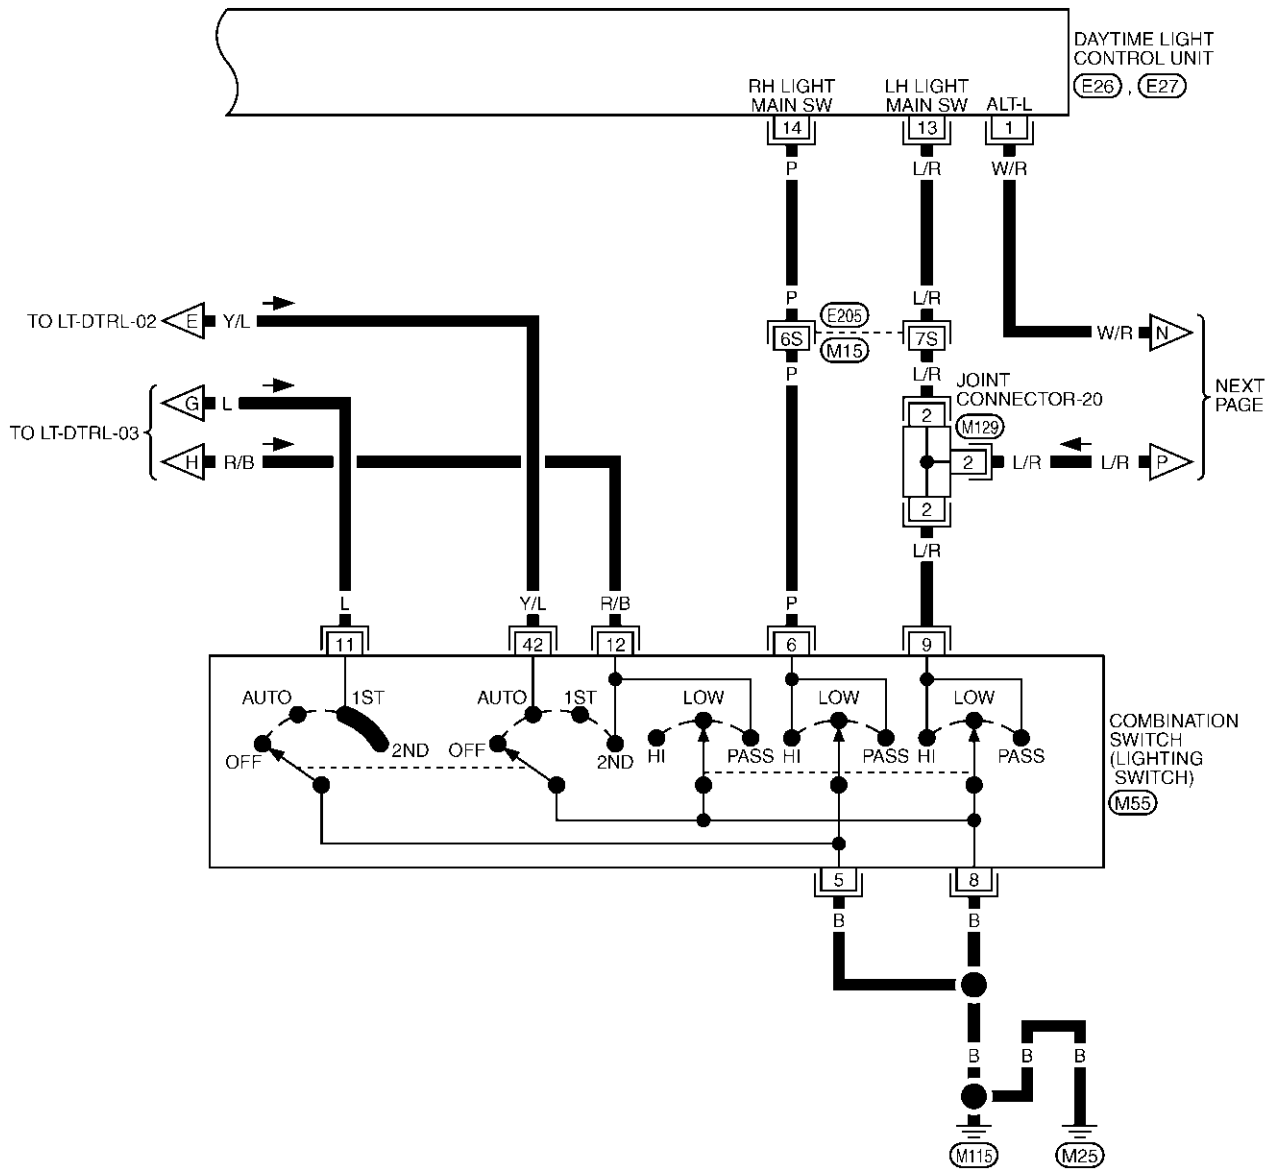 DAYTIME LIGHT
CONTROL UNIT
E26 , E27
RH LIGHT
MAIN SW
LH LIGHT
MAIN SW
ALT-L
14
13
1
P
L/R
W/R
P
L/R
TO LT-DTRL-02
E
Y/L
E205
6S
7S
M15
W/R
N
P
L/R
TO LT-DTRL-03
G
L
JOINT
CONNECTOR-20
M129
2
NEXT
PAGE
H
R/B
2
L/R
L/R
P
2
L/R
L
Y/L
R/B
P
11
42
12
6
9
AUTO
1ST
OFF
2ND
AUTO
1ST
OFF
2ND
LOW
HI
PASS
LOW
HI
PASS
LOW
HI
PASS
COMBINATION
SWITCH
(LIGHTING
SWITCH)
M55
5
8
B
B
B
B
B
M115
M25